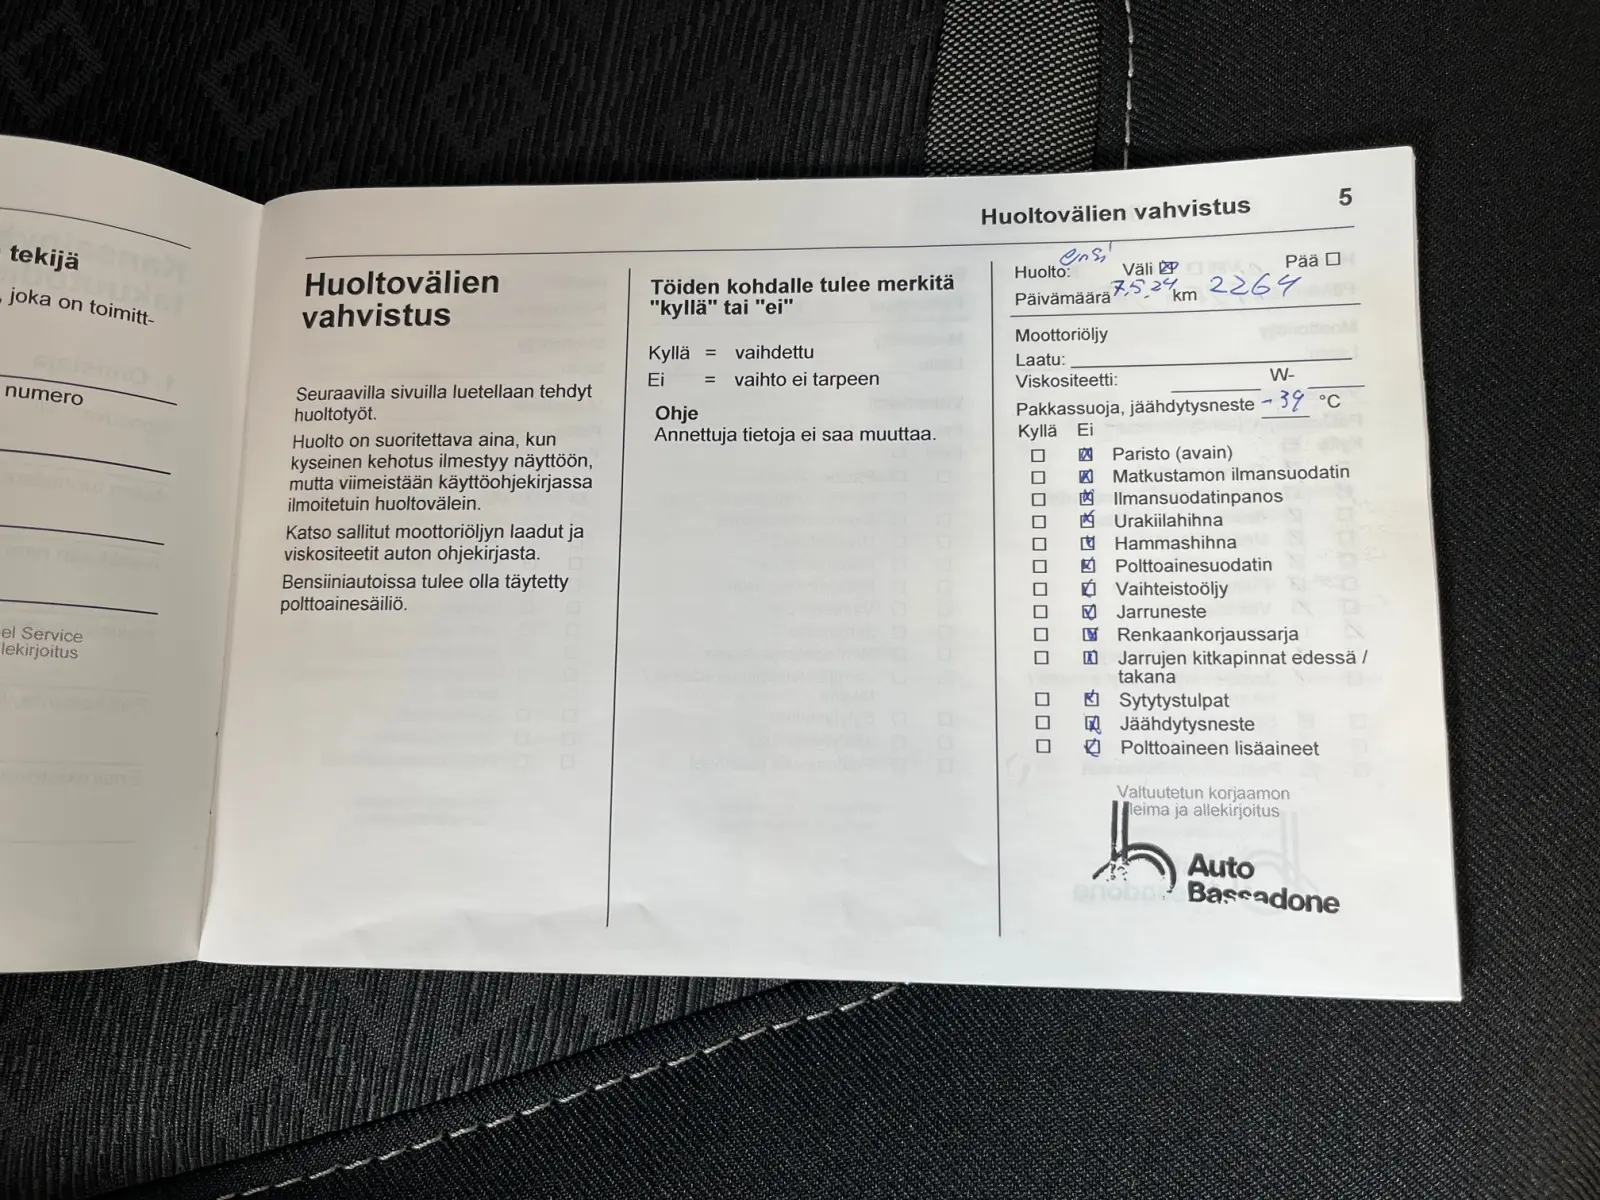 tekijä
, joka on toimitt-
numero
el Service
lekirjoitus
Huoltovälien vahvistus 5
Huoltovälien
vahvistus
Seuraavilla sivuilla luetellaan tehdyt
huoltotyöt.
Huolto on suoritettava aina, kun
kyseinen kehotus ilmestyy näyttöön,
mutta viimeistään käyttöohjekirjassa
ilmoitetuin huoltovälein.
Katso sallitut moottoriöljyn laadut ja
viskositeetit auton ohjekirjasta.
Bensiiniautoissa tulee olla täytetty
polttoainesäiliö.
Töiden kohdalle tulee merkitä
"kyllä" tai "ei"
Kyllä = vaihdettu
Ei = vaihto ei tarpeen
Ohje
Annettuja tietoja ei saa muuttaa.
Huolto: ensi Väli Pää
Päivämäärä 7.5.24 km 2264
Moottoriöljy
Laatu:
Viskositeetti: W-
Pakkassuoja, jäähdytysneste -39 °C
Kyllä Ei
Paristo (avain)
Matkustamon ilmansuodatin
Ilmansuodatinpanos
Urakiilahihna
Hammashihna
Polttoainesuodatin
Vaihteistoöljy
Jarruneste
Renkaankorjaussarja
Jarrujen kitkapinnat edessä /
takana
Sytytystulpat
Jäähdytysneste
Polttoaineen lisäaineet
Valtuutetun korjaamon
leima ja allekirjoitus
Auto
Bassadone